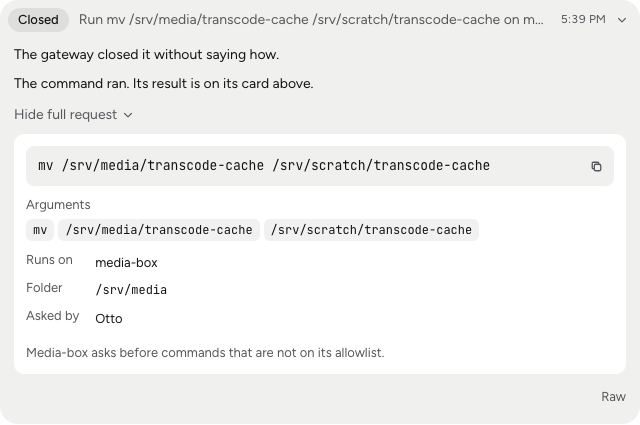 Closed Run mv /srv/media/transcode-cache /srv/scratch/transcode-cache on m... 5:39 PM
The gateway closed it without saying how.
The command ran. Its result is on its card above.
Hide full request
mv /srv/media/transcode-cache /srv/scratch/transcode-cache
Arguments
mv /srv/media/transcode-cache /srv/scratch/transcode-cache
Runs on media-box
Folder /srv/media
Asked by Otto
Media-box asks before commands that are not on its allowlist.
Raw